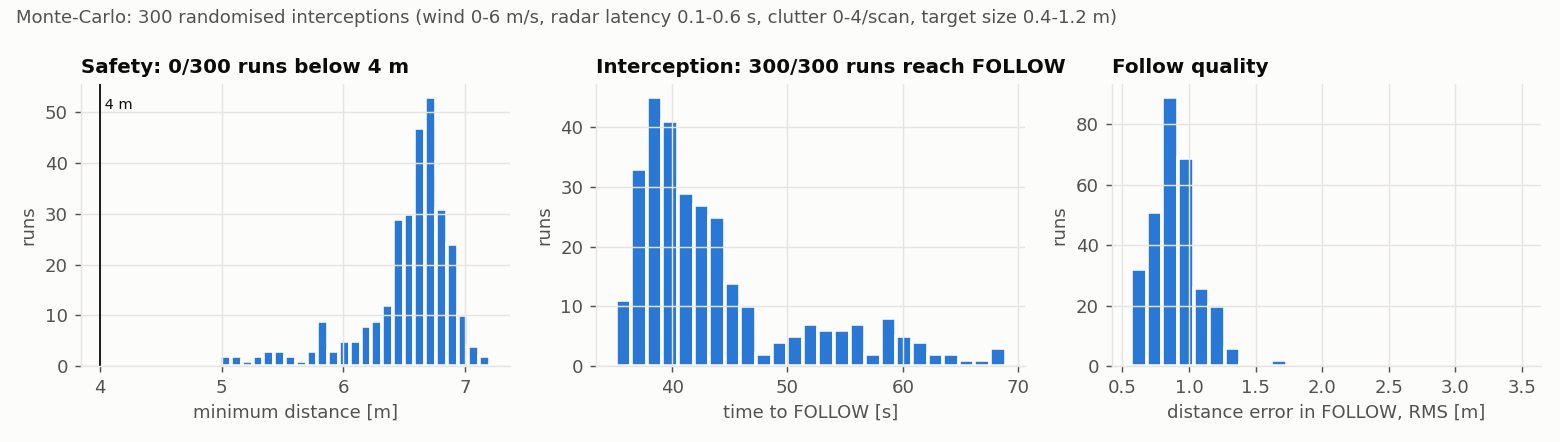 Monte-Carlo: 300 randomised interceptions (wind 0-6 m/s, radar latency 0.1-0.6 s, clutter 0-4/scan, target size 0.4-1.2 m)
Safety: 0/300 runs below 4 m
4 m
50
40
30
20
10
0
runs
4
5
6
7
minimum distance [m]
Interception: 300/300 runs reach FOLLOW
40
30
20
10
0
runs
40
50
60
70
time to FOLLOW [s]
Follow quality
80
60
40
20
0
runs
0.5
1.0
1.5
2.0
2.5
3.0
3.5
distance error in FOLLOW, RMS [m]